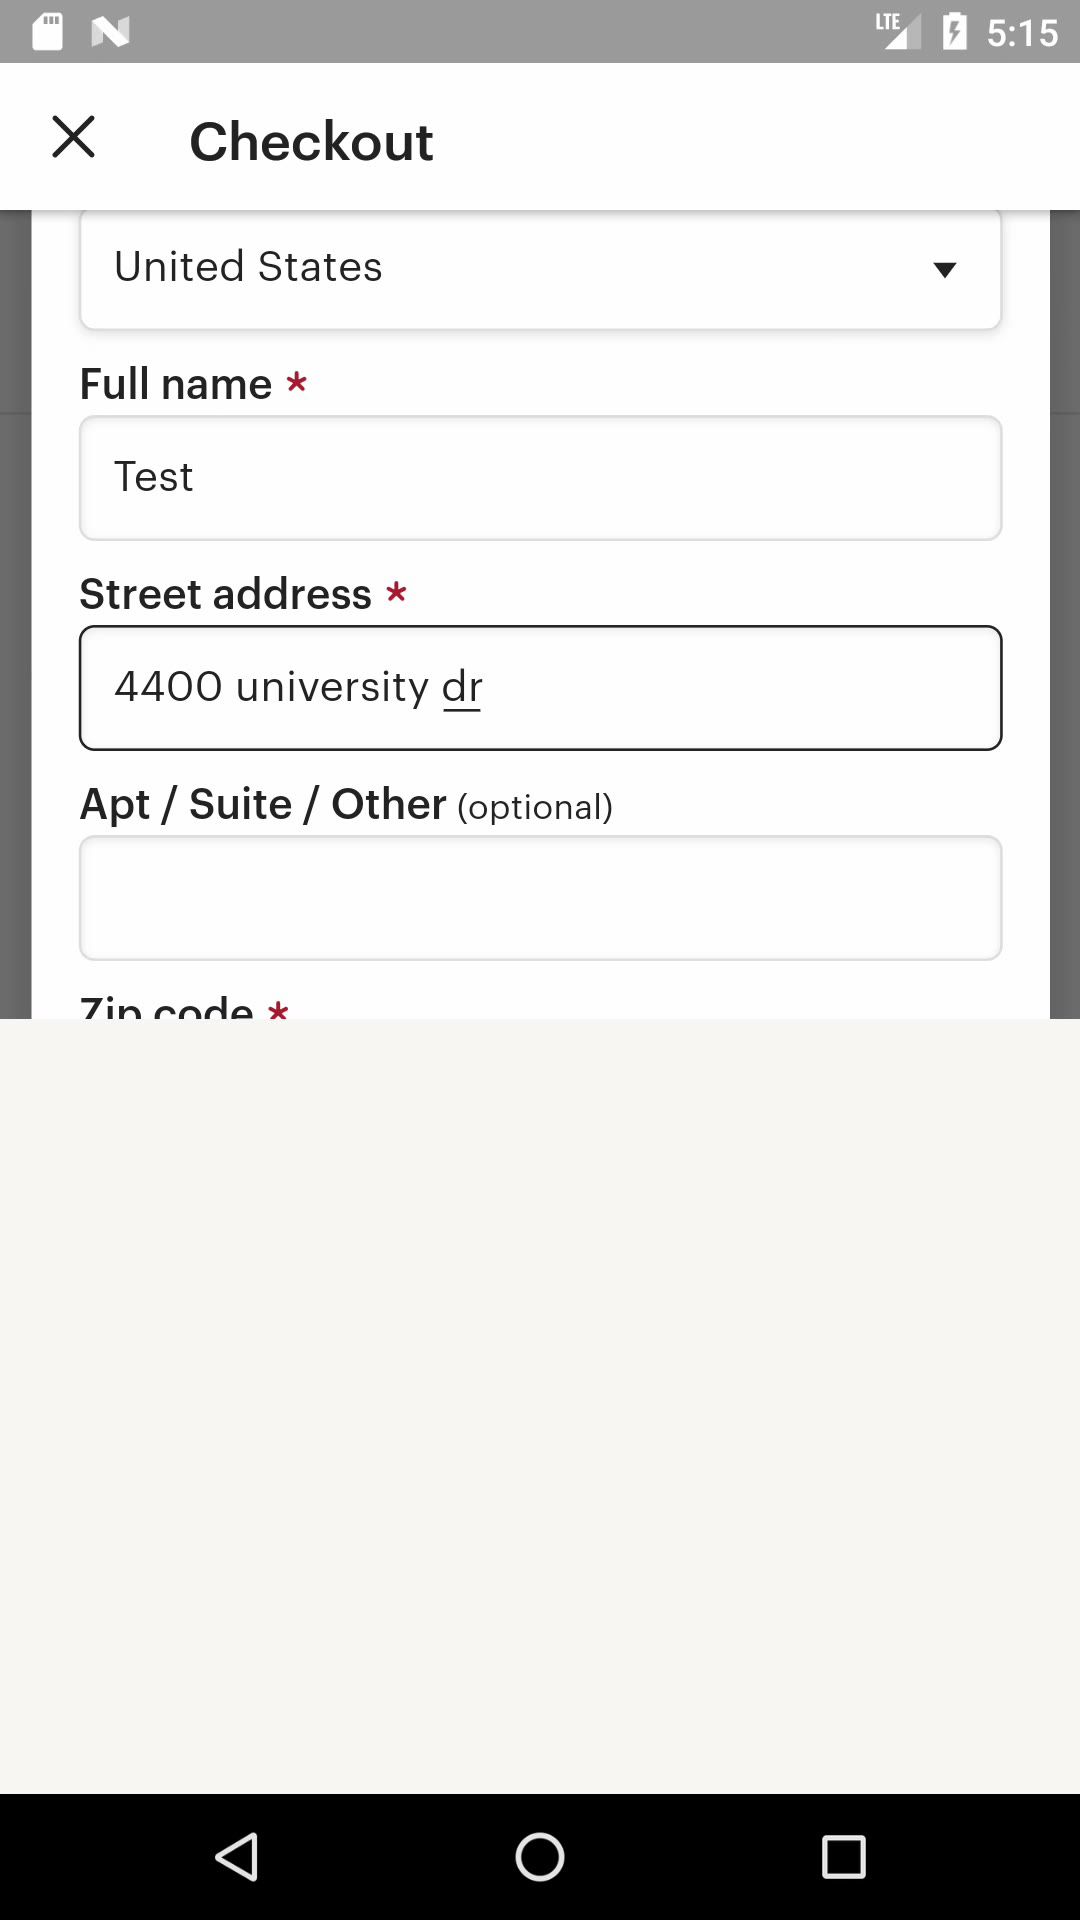 LTE 5:15
Checkout
United States
Full name *
Test
Street address *
4400 university dr
Apt / Suite / Other (optional)
Zip code *